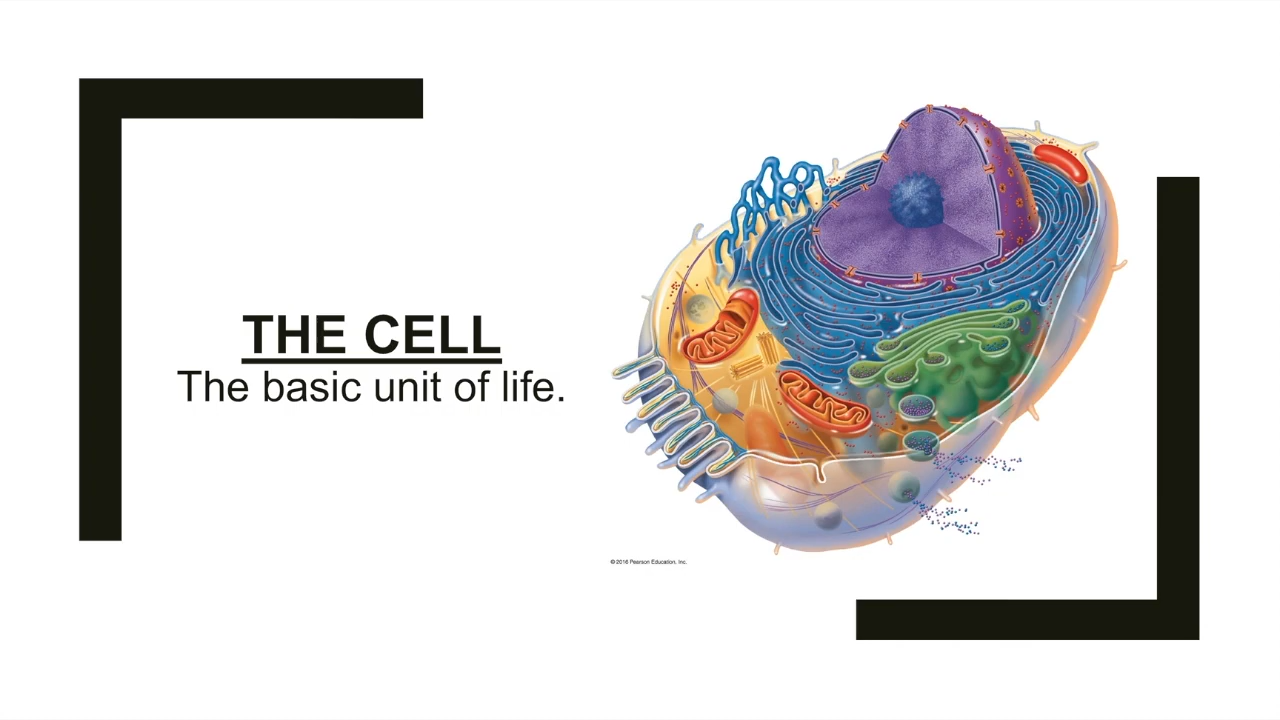 THE CELL
The basic unit of life.
© 2016 Pearson Education, Inc.